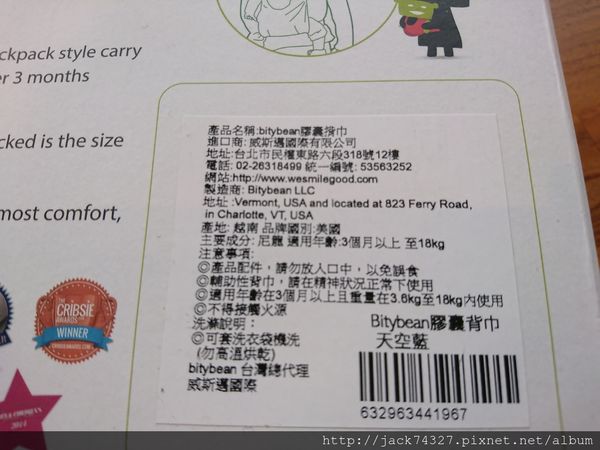 ckpack style carry
er 3 months
cked is the size
most comfort,
THE
CRIBSIE
AWARDS
WINNER
CRIBSIEAWARDS.COM
2014
產品名稱:bitybean膠囊揹巾
進口商: 威斯邁國際有限公司
地址:台北市民權東路六段318號12樓
電話: 02-26318499 統一編號: 53563252
網站:http://www.wesmilegood.com
製造商: Bitybean LLC
地址 :Vermont, USA and located at 823 Ferry Road,
in Charlotte, VT, USA
產地: 越南 品牌國別:美國
主要成分: 尼龍 適用年齡:3個月以上 至18kg
注意事項:
◎產品配件，請勿放入口中，以免誤食
◎輔助性背巾，請在精神狀況正常下使用
◎適用年齡在3個月以上且重量在3.6kg至18kg內使用
◎不得接觸火源
洗滌說明：
◎可套洗衣袋機洗
(勿高溫烘乾)
bitybean 台灣總代理
威斯邁國際
Bitybean膠囊背巾
天空藍
632963441967
http://jack74327.pixnet.net/album